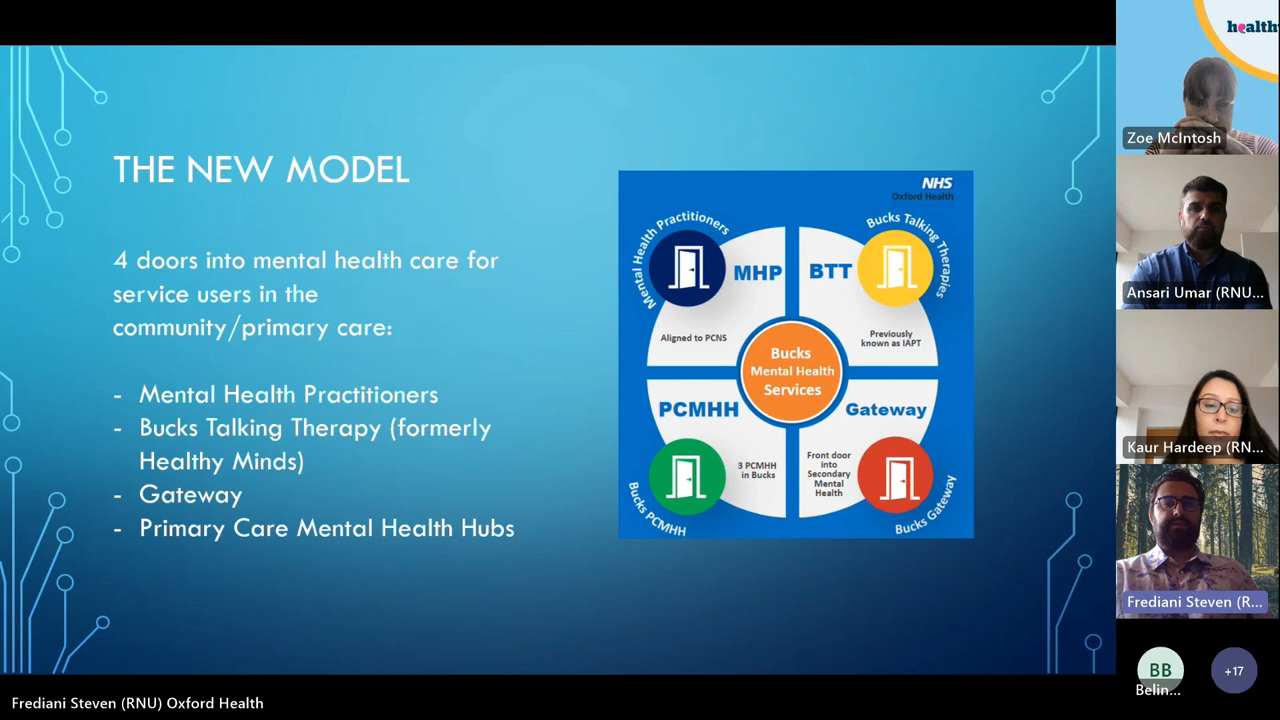 THE NEW MODEL
4 doors into mental health care for
service users in the
community/primary care:
- Mental Health Practitioners
- Bucks Talking Therapy (formerly
Healthy Minds)
- Gateway
- Primary Care Mental Health Hubs
NHS
Oxford Health
Mental Health Practitioners
Bucks Talking Therapies
MHP
BTT
Aligned to PCNS
Previously
known as IAPT
Bucks
Mental Health
Services
PCMHH
Gateway
3 PCMHH
in Bucks
Front door
into
Secondary
Mental
Health
Bucks PCMHH
Bucks Gateway
health
Zoe McIntosh
Ansari Umar (RNU...
Kaur Hardeep (RN...
Frediani Steven (R...
BB
Belin...
+17
Frediani Steven (RNU) Oxford Health